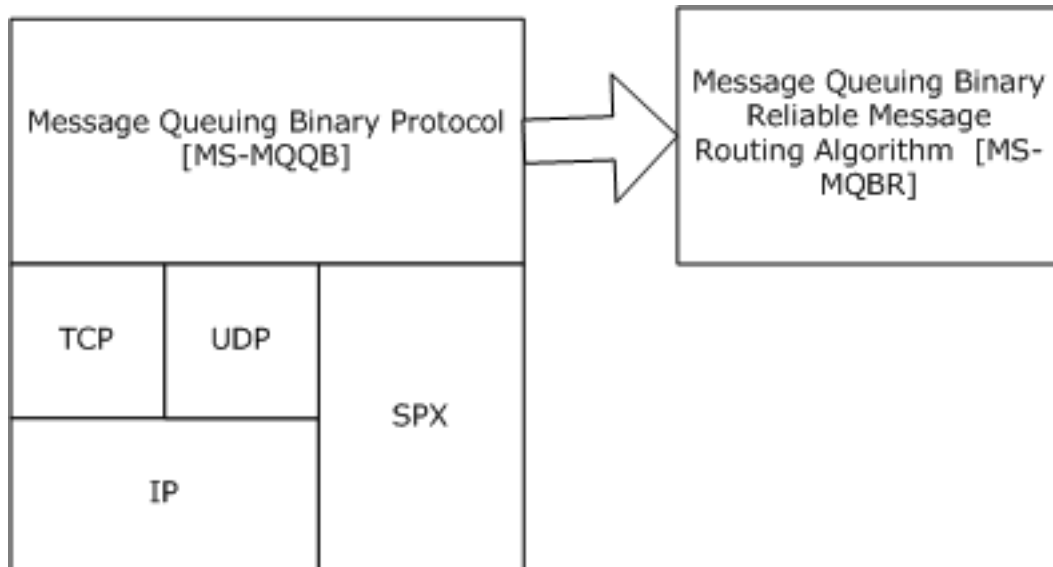 Message Queuing Binary Protocol
[MS-MQQB]
Message Queuing Binary
Reliable Message
Routing Algorithm [MS-
MQBR]
TCP
UDP
SPX
IP